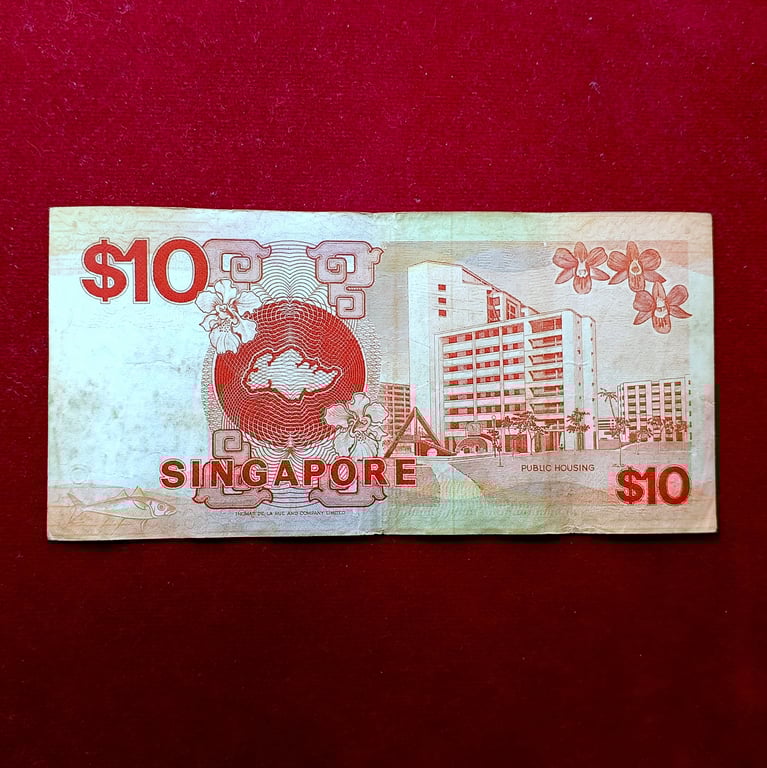 $10
SINGAPORE
PUBLIC HOUSING
$10
THOMAS DE LA RUE AND COMPANY LIMITED